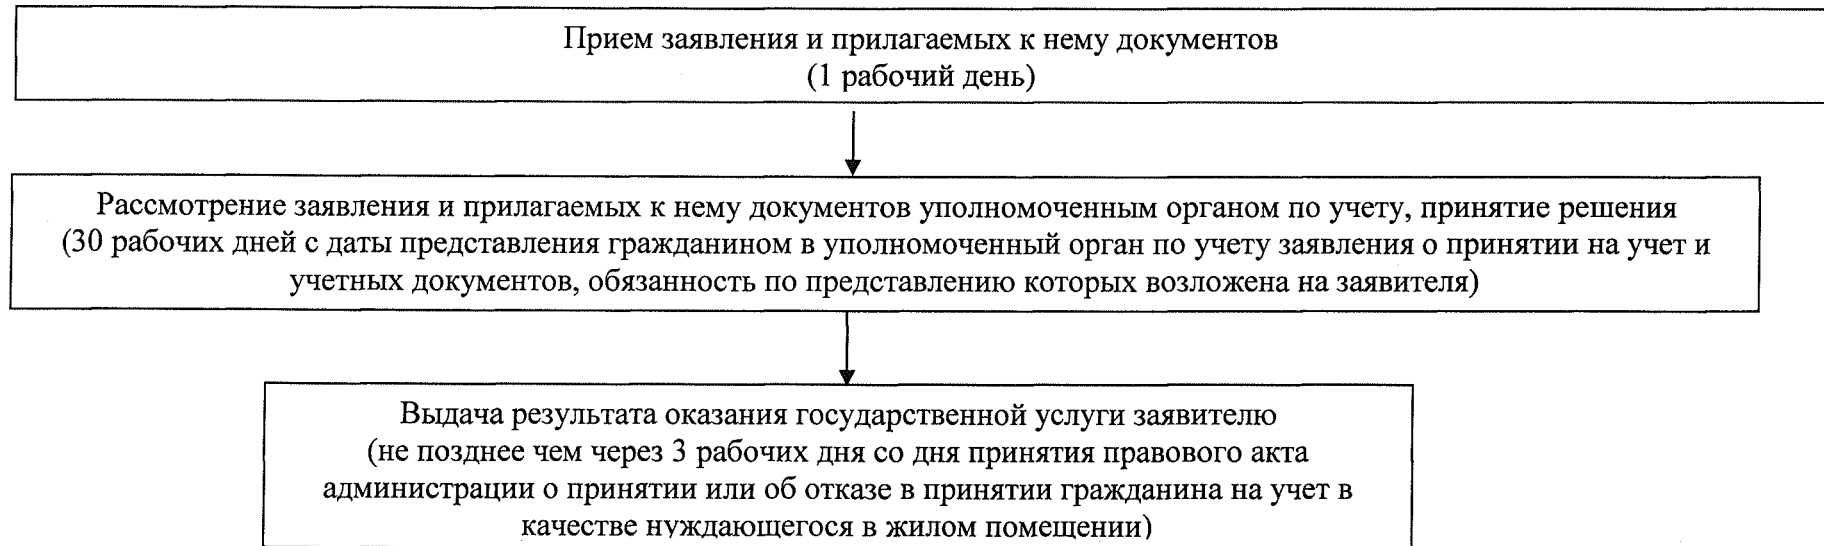 Прием заявления и прилагаемых к нему документов
(1 рабочий день)
Рассмотрение заявления и прилагаемых к нему документов уполномоченным органом по учету, принятие решения
(30 рабочих дней с даты представления гражданином в уполномоченный орган по учету заявления о принятии на учет и
учетных документов, обязанность по представлению которых возложена на заявителя)
Выдача результата оказания государственной услуги заявителю
(не позднее чем через 3 рабочих дня со дня принятия правового акта
администрации о принятии или об отказе в принятии гражданина на учет в
качестве нуждающегося в жилом помещении)